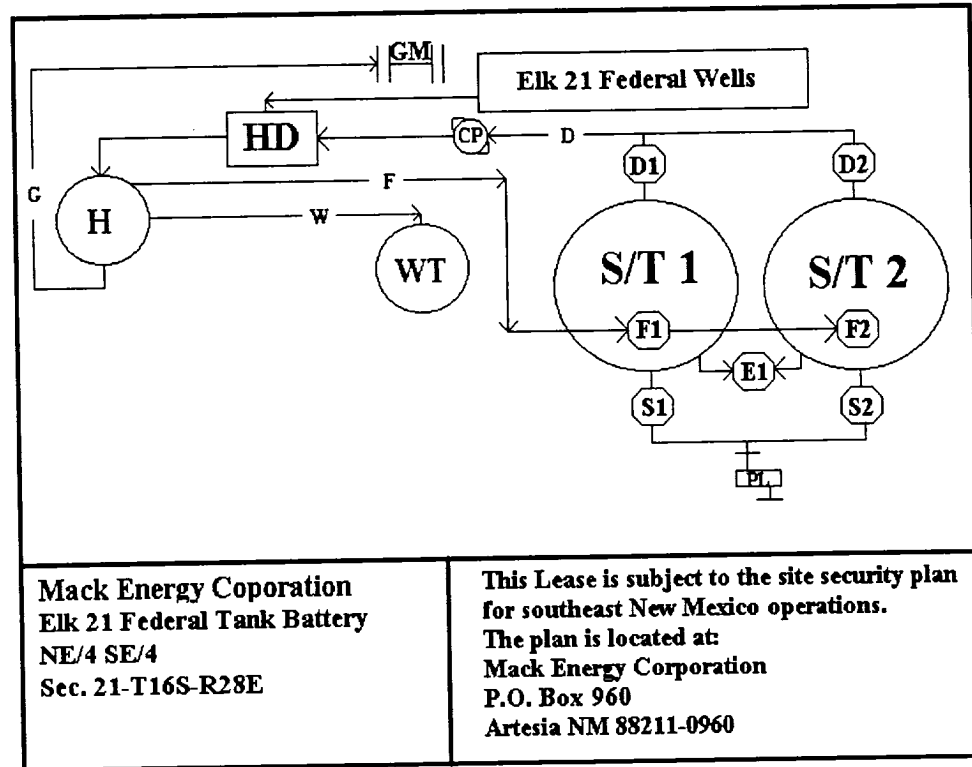 GM
Elk 21 Federal Wells
HD
CP
D
D1
D2
G
F
H
W
WT
S/T 1
S/T 2
F1
F2
E1
S1
S2
PL
Mack Energy Coporation
Elk 21 Federal Tank Battery
NE/4 SE/4
Sec. 21-T16S-R28E
This Lease is subject to the site security plan
for southeast New Mexico operations.
The plan is located at:
Mack Energy Corporation
P.O. Box 960
Artesia NM 88211-0960